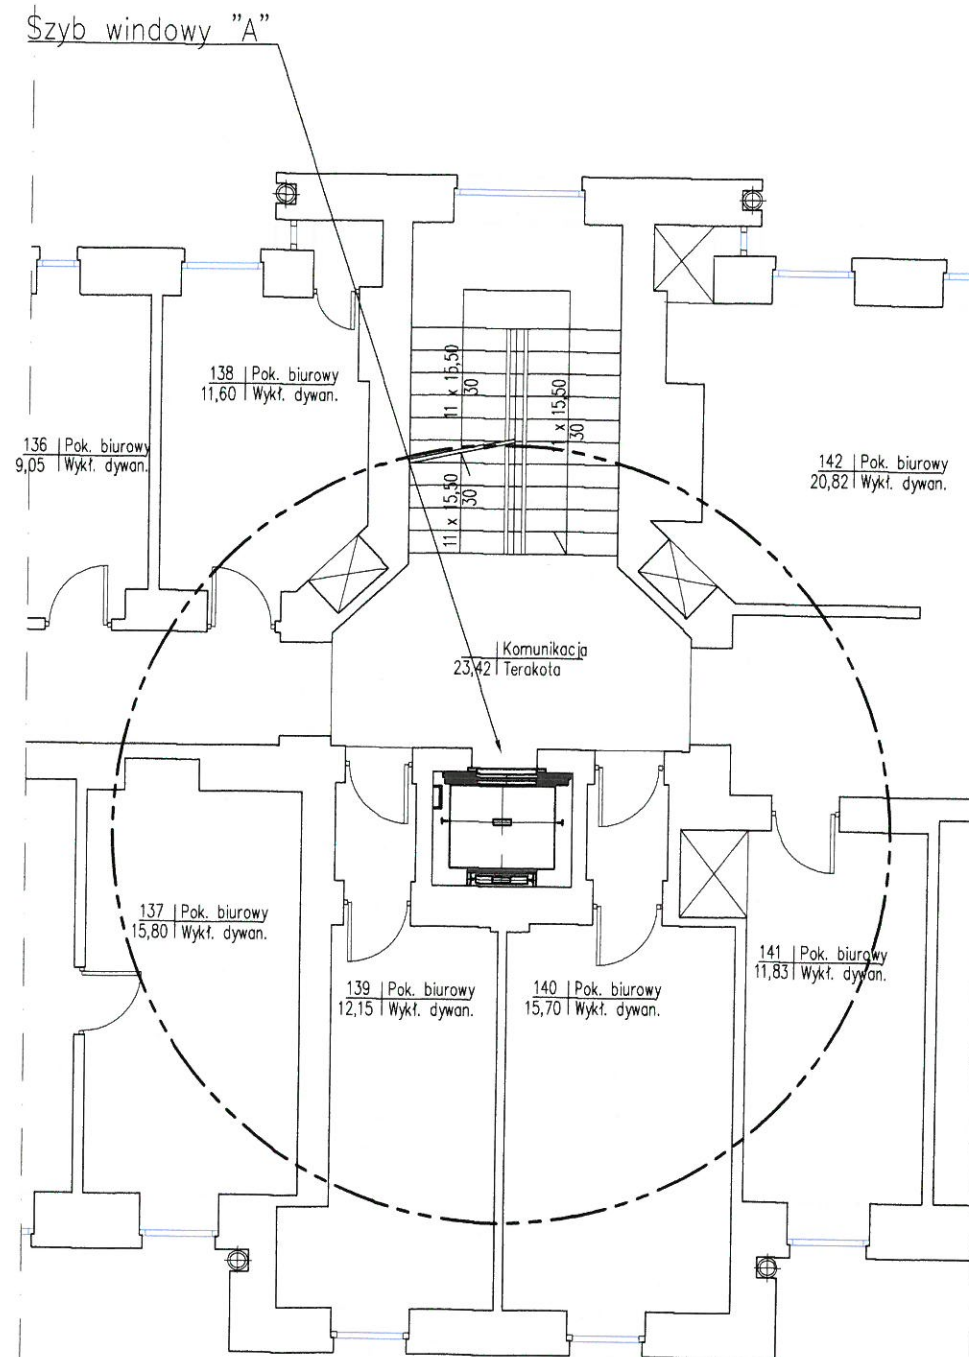 Szyb windowy "A"
11 x 15,50
30
1 x 15,50
30
138 Pok. biurowy
11,60 Wykł. dywan.
136 Pok. biurowy
9,05 Wykł. dywan.
142 Pok. biurowy
20,82 Wykł. dywan.
11 x 15,50
30
Komunikacja
23,42 Terakota
137 Pok. biurowy
15,80 Wykł. dywan.
139 Pok. biurowy
12,15 Wykł. dywan.
140 Pok. biurowy
15,70 Wykł. dywan.
141 Pok. biurowy
11,83 Wykł. dywan.